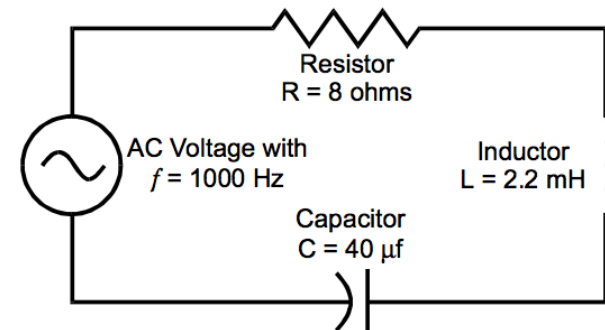 Resistor
R = 8 ohms
AC Voltage with
f = 1000 Hz
Inductor
L = 2.2 mH
Capacitor
C = 40 μf